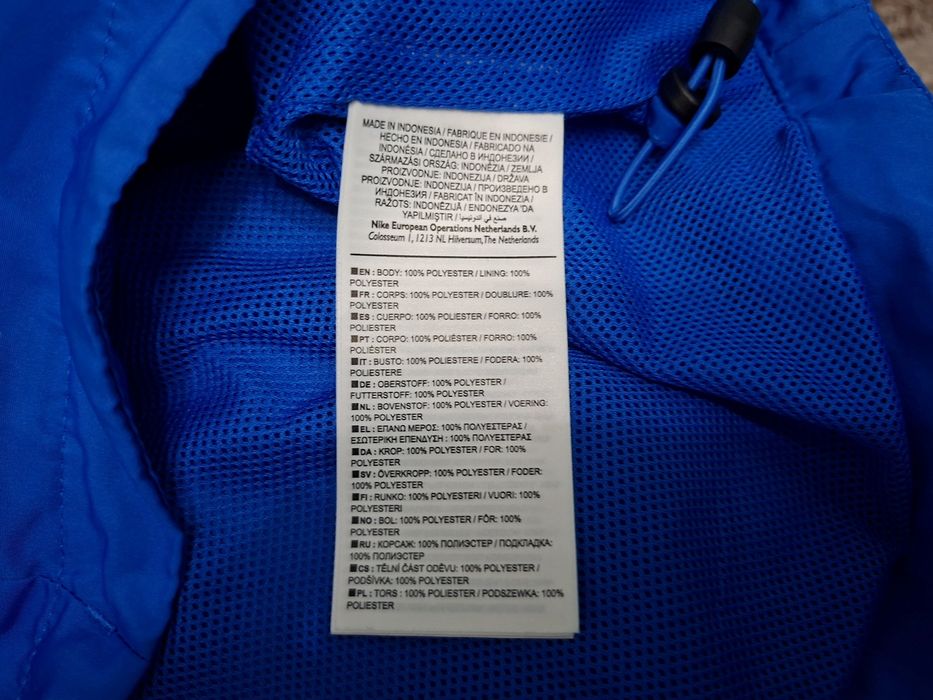 MADE IN INDONESIA / FABRIQUE EN INDONESIE /
HECHO EN INDONESIA / FABRICADO NA
INDONÉSIA / СДЕЛАНО В ИНДОНЕЗИИ /
SZÁRMAZÁSI ORSZÁG: INDONÉZIA / ZEMLJA
PROIZVODNJE: INDONEZIJA / DRŽAVA
PROIZVODNJE: INDONEZIJA / ПРОИЗВЕДЕНО В
ИНДОНЕЗИЯ / FABRICAT ÎN INDONEZIA /
RAŽOTS: INDONĒZIJĀ / ENDONEZYA 'DA
YAPILMIŞTIR / صنع في اندونيسيا
Nike European Operations Netherlands B.V.
Colosseum 1, 1213 NL Hilversum, The Netherlands
EN : BODY: 100% POLYESTER / LINING: 100%
POLYESTER
FR : CORPS: 100% POLYESTER / DOUBLURE: 100%
POLYESTER
ES : CUERPO: 100% POLIESTER / FORRO: 100%
POLIESTER
PT : CORPO: 100% POLIÉSTER / FORRO: 100%
POLIÉSTER
IT : BUSTO: 100% POLIESTERE / FODERA: 100%
POLIESTERE
DE : OBERSTOFF: 100% POLYESTER /
FUTTERSTOFF: 100% POLYESTER
NL : BOVENSTOF: 100% POLYESTER / VOERING:
100% POLYESTER
EL : ΕΠΑΝΩ ΜΕΡΟΣ: 100% ΠΟΛΥΕΣΤΕΡΑΣ /
ΕΣΩΤΕΡΙΚΗ ΕΠΕΝΔΥΣΗ : 100% ΠΟΛΥΕΣΤΕΡΑΣ
DA : KROP: 100% POLYESTER / FOR: 100%
POLYESTER
SV : ÖVERKROPP: 100% POLYESTER / FODER:
100% POLYESTER
FI : RUNKO: 100% POLYESTERI / VUORI: 100%
POLYESTERI
NO : BOL: 100% POLYESTER / FÔR: 100%
POLYESTER
RU : КОРСАЖ: 100% ПОЛИЭСТЕР / ПОДКЛАДКА:
100% ПОЛИЭСТЕР
CS : TĚLNÍ ČÁST ODĚVU: 100% POLYESTER /
PODŠÍVKA: 100% POLYESTER
PL : TORS : 100% POLIESTER / PODSZEWKA: 100%
POLIESTER